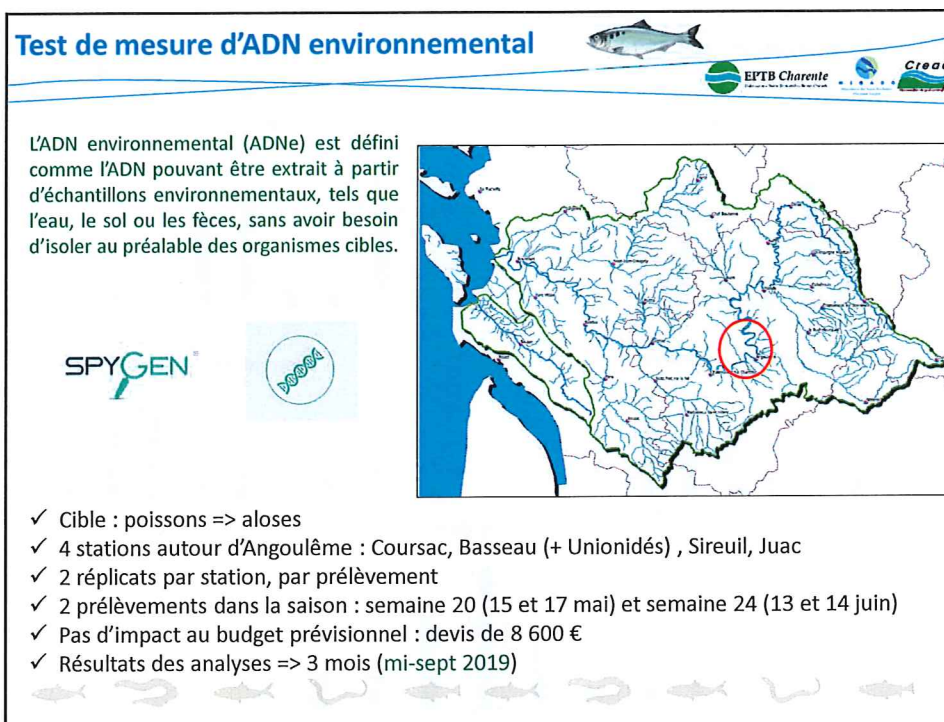 Test de mesure d'ADN environnemental
EPTB Charente
Creaa
L'ADN environnemental (ADNe) est défini
comme l'ADN pouvant être extrait à partir
d'échantillons environnementaux, tels que
l'eau, le sol ou les fèces, sans avoir besoin
d'isoler au préalable des organismes cibles.
SPYGEN
✓ Cible : poissons => aloses
✓ 4 stations autour d'Angoulême : Coursac, Basseau (+ Unionidés) , Sireuil, Juac
✓ 2 réplicats par station, par prélèvement
✓ 2 prélèvements dans la saison : semaine 20 (15 et 17 mai) et semaine 24 (13 et 14 juin)
✓ Pas d'impact au budget prévisionnel : devis de 8 600 €
✓ Résultats des analyses => 3 mois (mi-sept 2019)